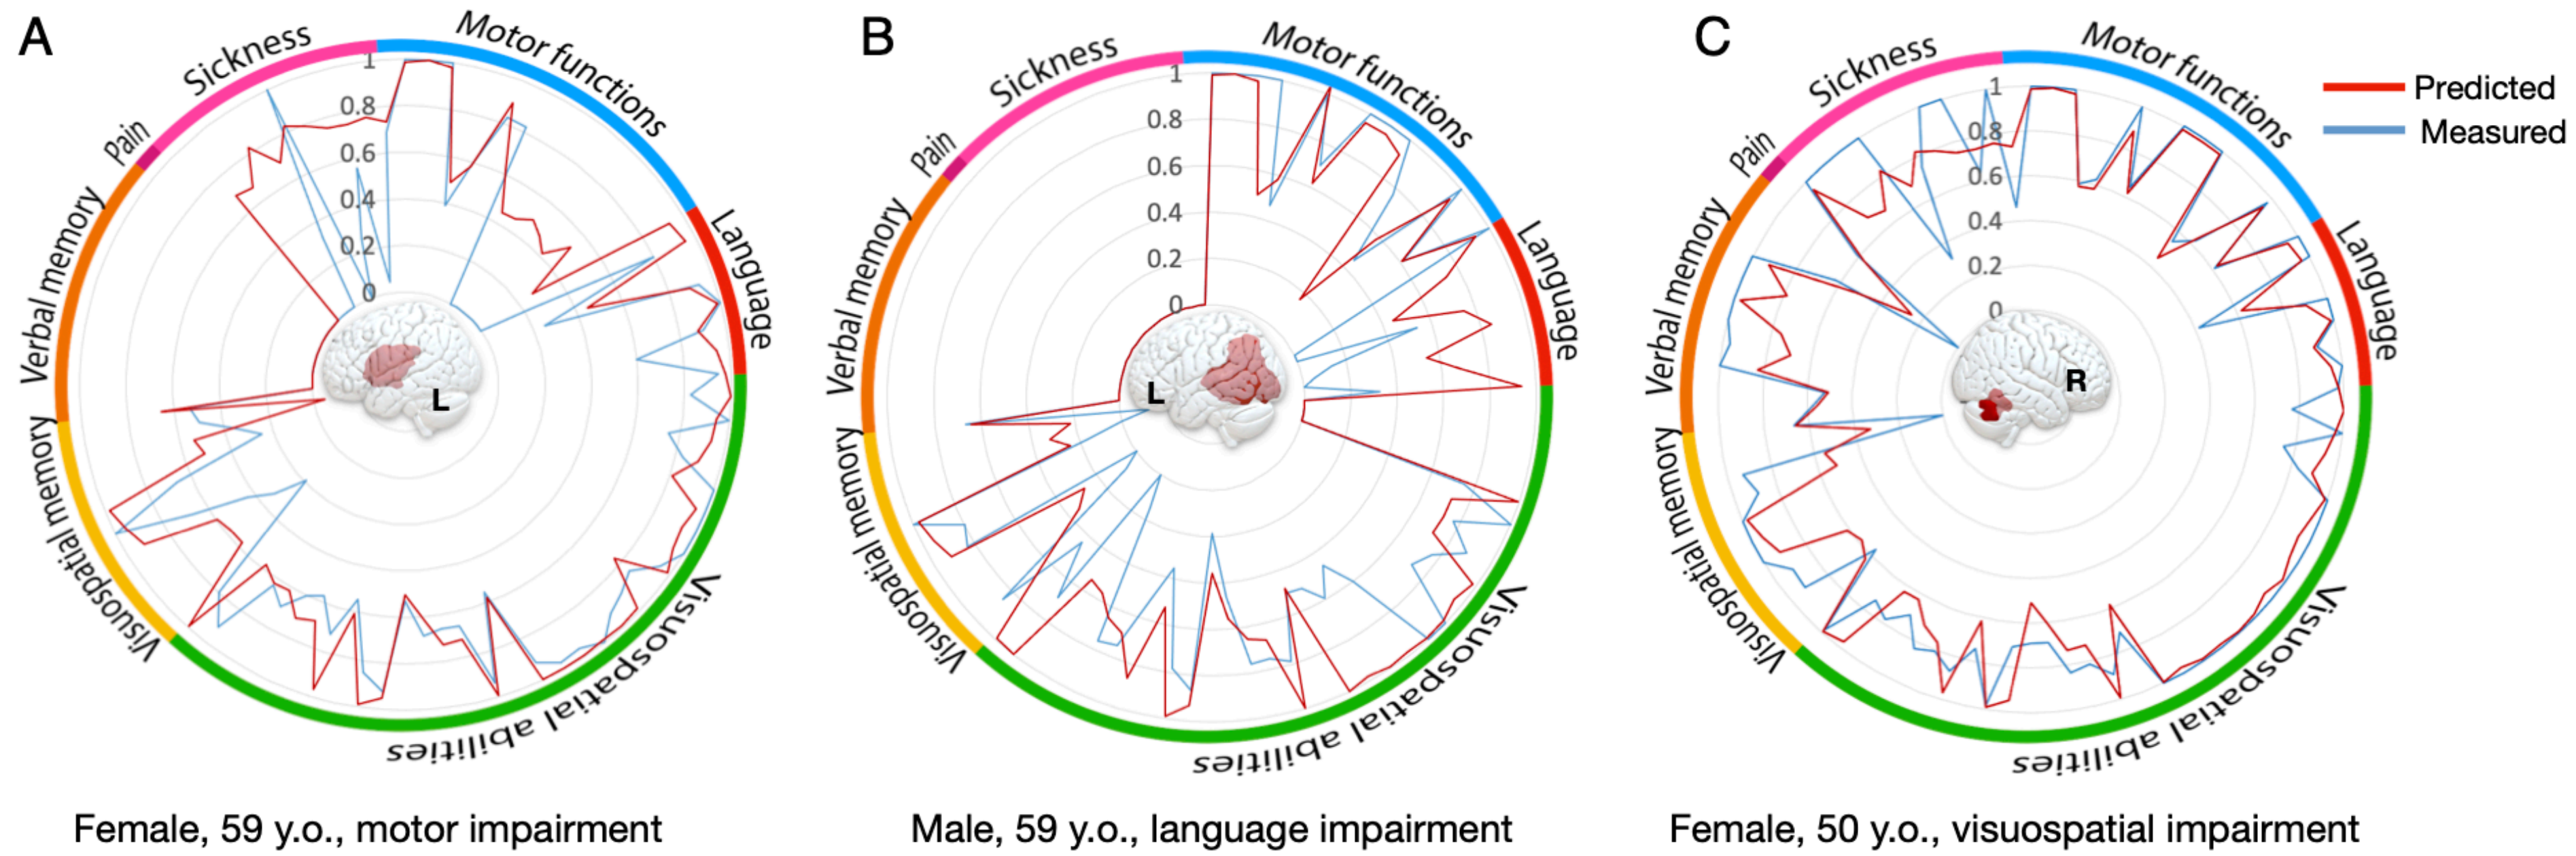 A
Sickness
Motor functions
Pain
Language
Verbal memory
Visuospatial memory
Visuospatial abilities
1
0.8
0.6
0.4
0.2
0
L
Female, 59 y.o., motor impairment
B
Sickness
Motor functions
Pain
Language
Verbal memory
Visuospatial memory
Visuospatial abilities
1
0.8
0.6
0.4
0.2
0
L
Male, 59 y.o., language impairment
C
Sickness
Motor functions
Pain
Language
Verbal memory
Visuospatial memory
Visuospatial abilities
1
0.8
0.6
0.4
0.2
0
R
Female, 50 y.o., visuospatial impairment
Predicted
Measured